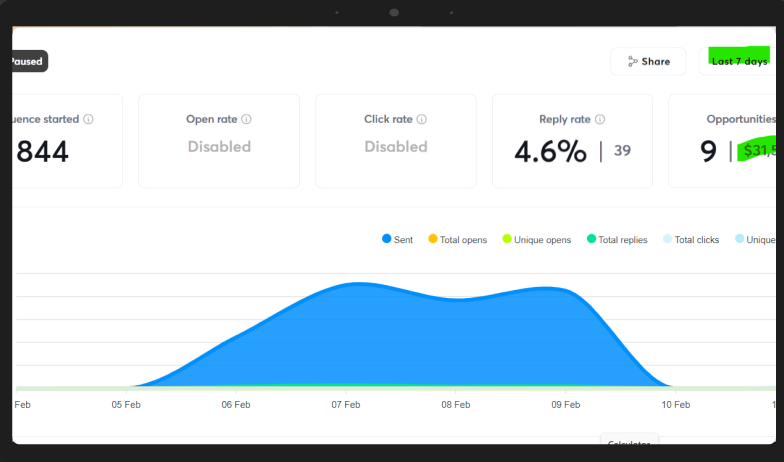 Paused
Share
Last 7 days
uence started
Open rate
Click rate
Reply rate
Opportunities
844
Disabled
Disabled
4.6% | 39
9 | $31,5
Sent
Total opens
Unique opens
Total replies
Total clicks
Unique
Feb
05 Feb
06 Feb
07 Feb
08 Feb
09 Feb
10 Feb
1
Calculator